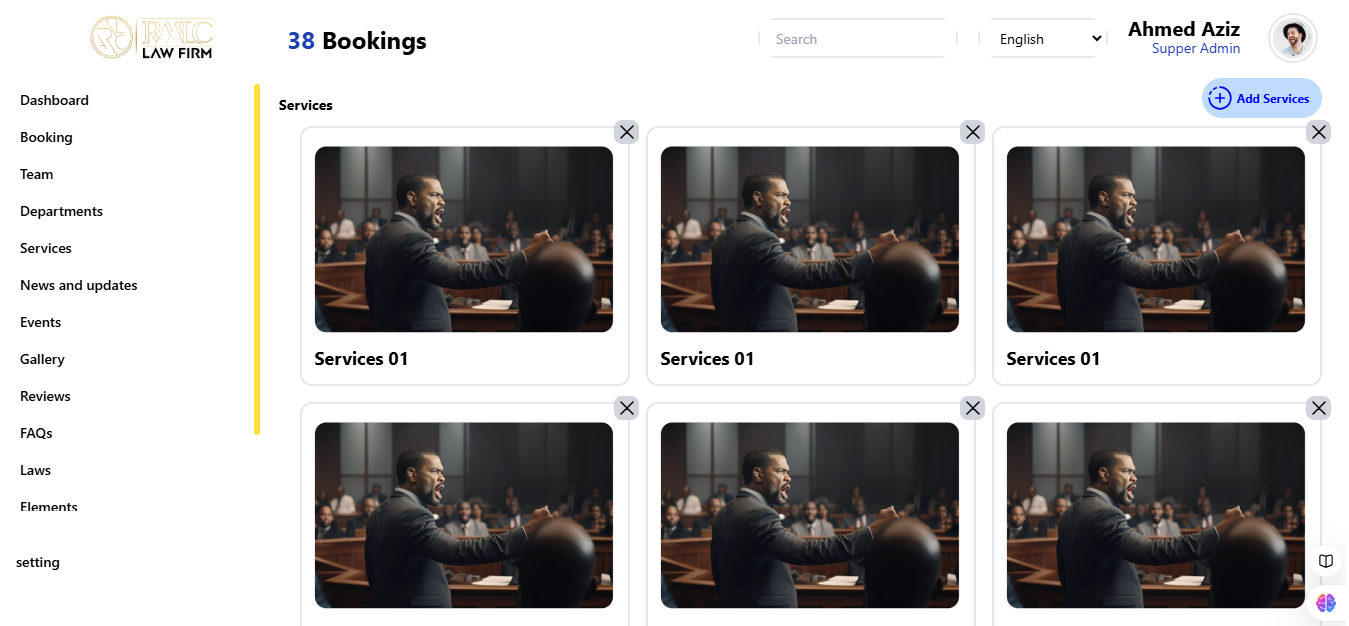 RALC
LAW FIRM
38 Bookings
Search
English
Ahmed Aziz
Supper Admin
Dashboard
Booking
Team
Departments
Services
News and updates
Events
Gallery
Reviews
FAQs
Laws
Elements
setting
Services
Add Services
Services 01
Services 01
Services 01